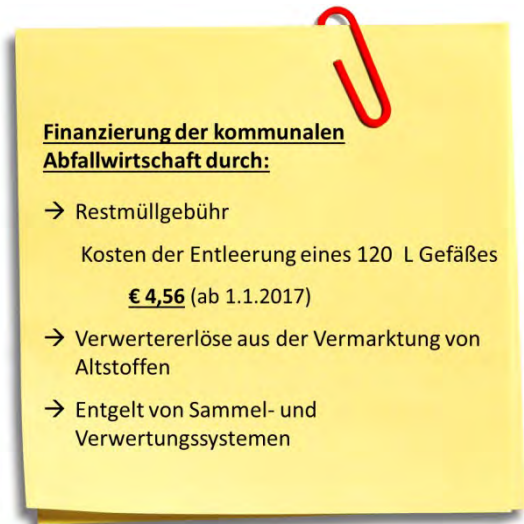 Finanzierung der kommunalen
Abfallwirtschaft durch:
→ Restmüllgebühr
Kosten der Entleerung eines 120 L Gefäßes
€ 4,56 (ab 1.1.2017)
→ Verwertererlöse aus der Vermarktung von
Altstoffen
→ Entgelt von Sammel- und
Verwertungssystemen